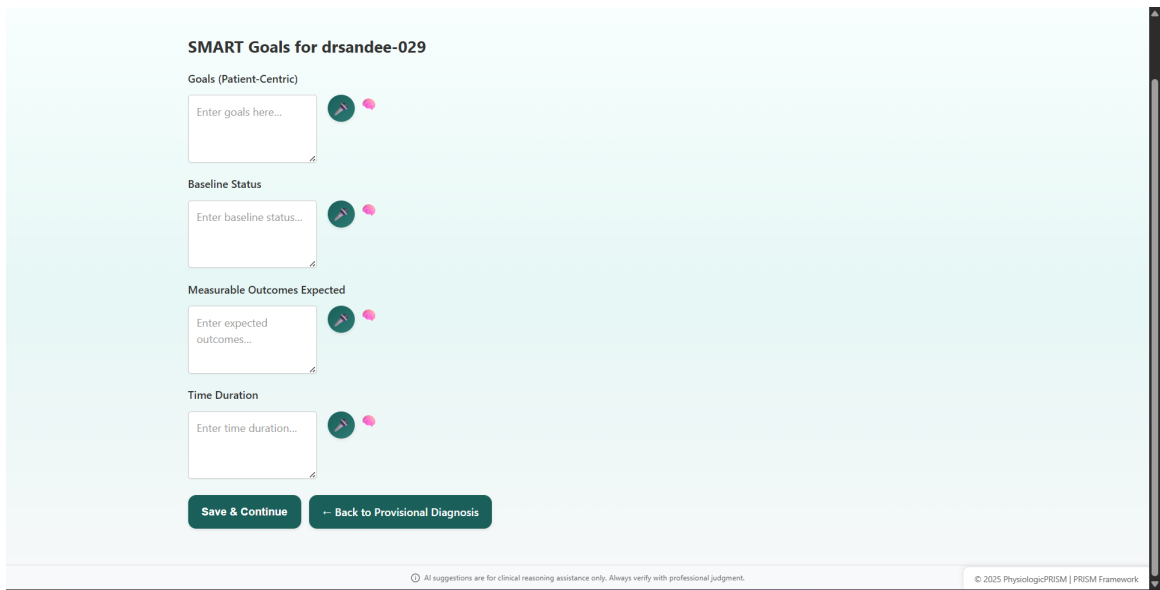 SMART Goals for drsandee-029
Goals (Patient-Centric)
Enter goals here...
Baseline Status
Enter baseline status...
Measurable Outcomes Expected
Enter expected
outcomes...
Time Duration
Enter time duration...
Save & Continue
← Back to Provisional Diagnosis
AI suggestions are for clinical reasoning assistance only. Always verify with professional judgment.
© 2025 PhysiologicPRISM | PRISM Framework